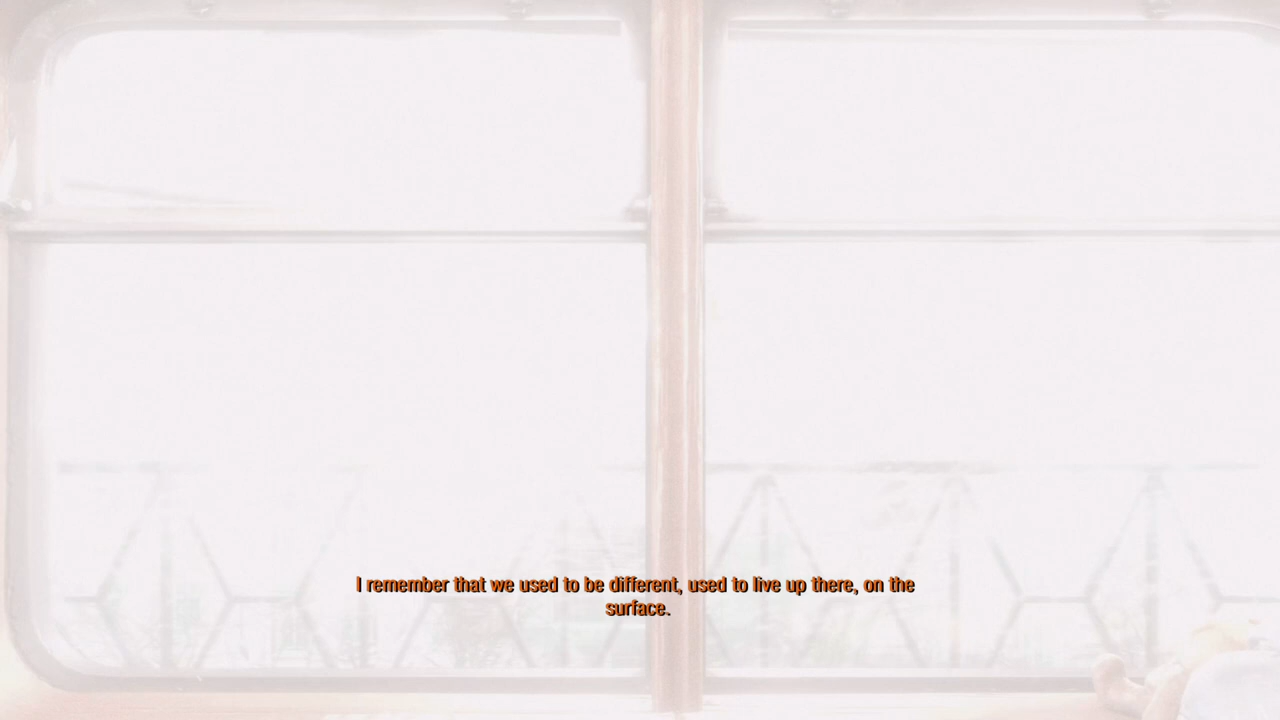 I remember that we used to be different, used to live up there, on the
surface.